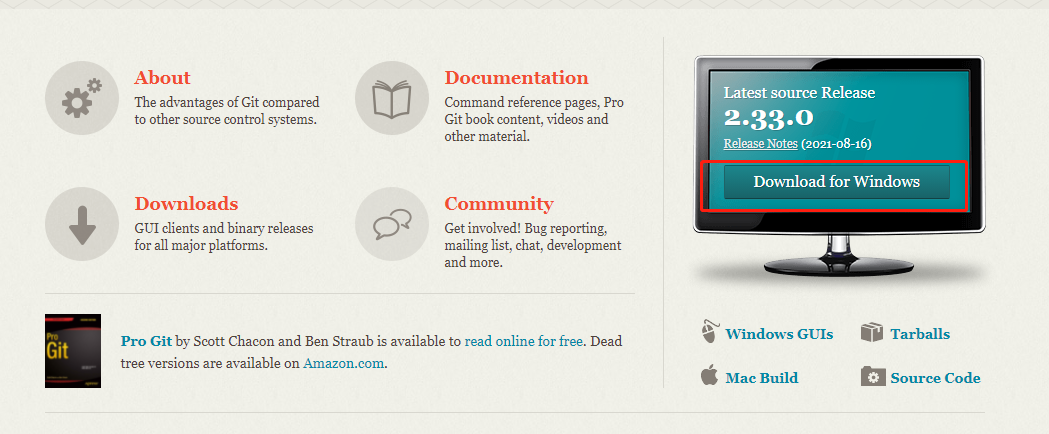 About
The advantages of Git compared
to other source control systems.
Documentation
Command reference pages, Pro
Git book content, videos and
other material.
Downloads
GUI clients and binary releases
for all major platforms.
Community
Get involved! Bug reporting,
mailing list, chat, development
and more.
Pro
Git
Pro Git by Scott Chacon and Ben Straub is available to read online for free. Dead
tree versions are available on Amazon.com.
Latest source Release
2.33.0
Release Notes (2021-08-16)
Download for Windows
Windows GUIs
Tarballs
Mac Build
Source Code